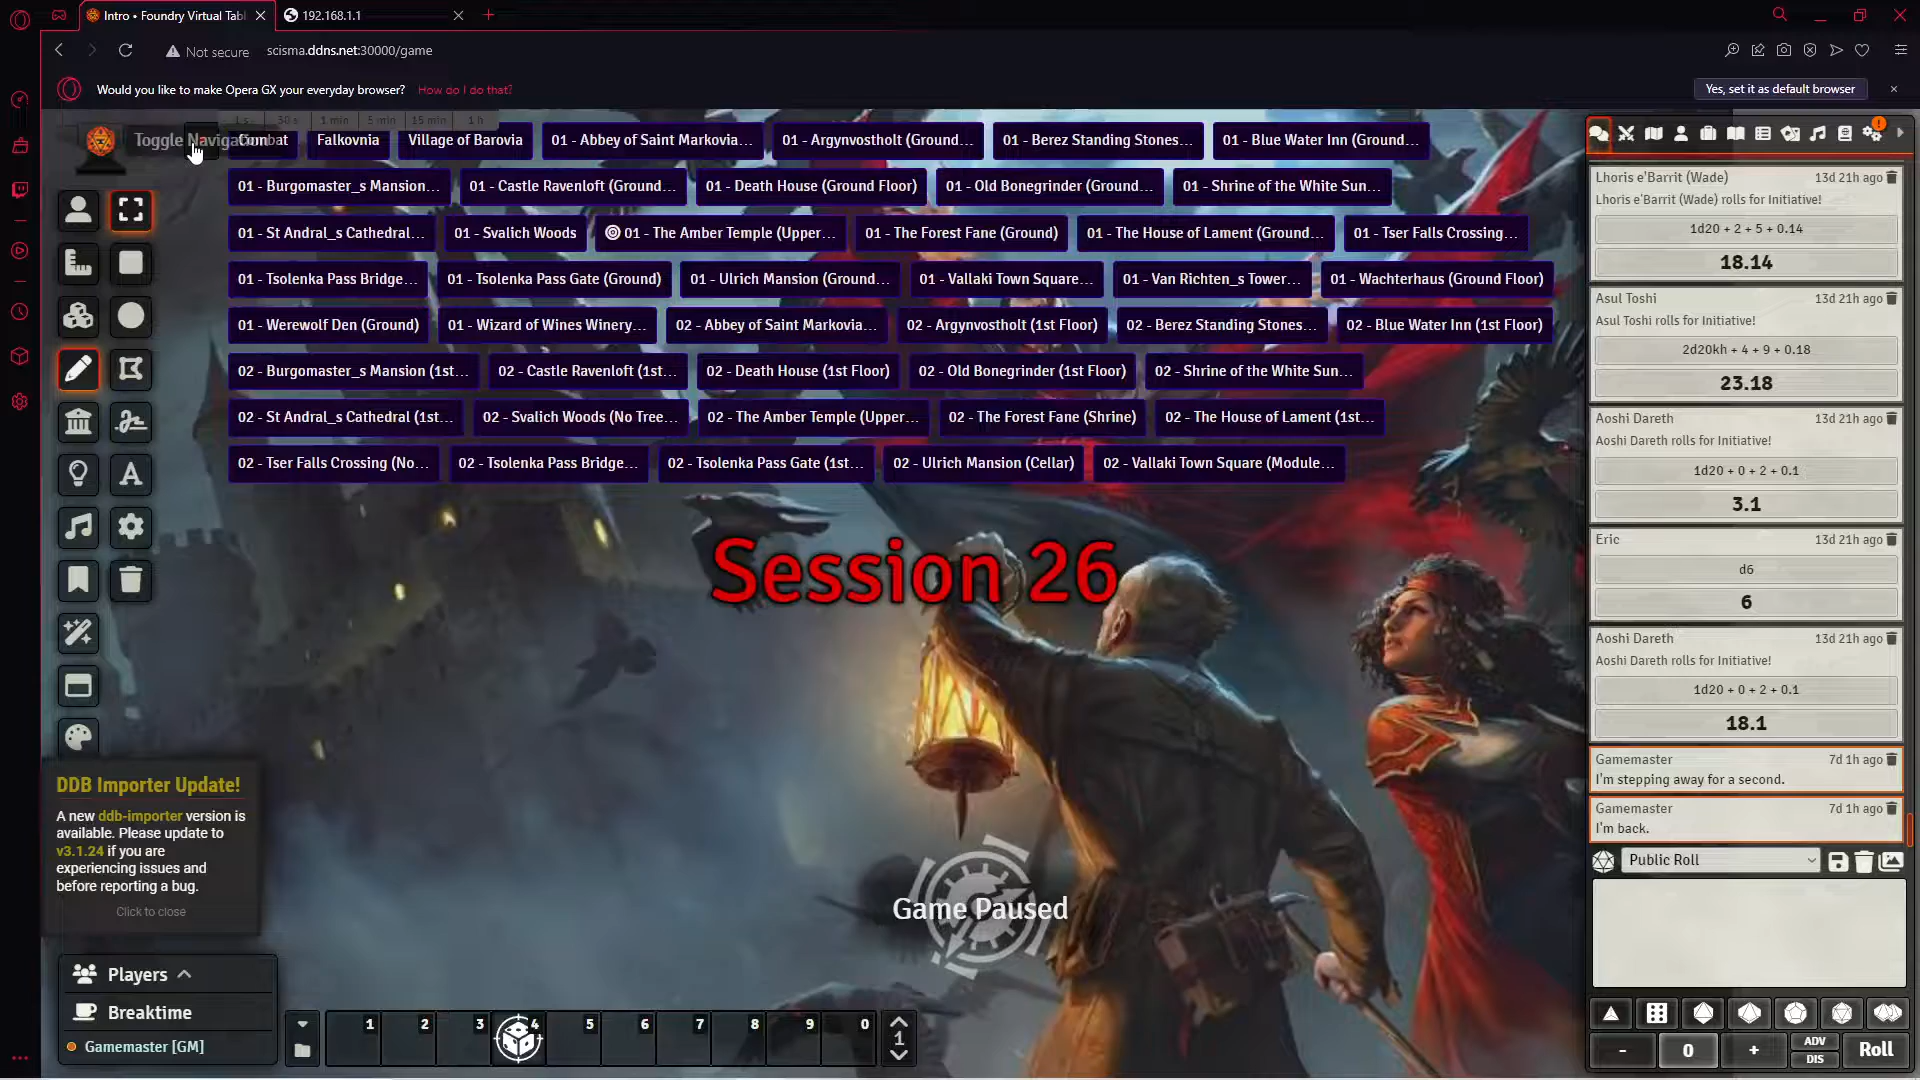 Intro • Foundry Virtual Tabl
192.168.1.1
Not secure
scisma.ddns.net:30000/game
Would you like to make Opera GX your everyday browser? How do I do that?
Yes, set it as default browser
1 s 30 s 1 min 5 min 15 min 1 h
Toggle Navigation
Combat
Falkovnia
Village of Barovia
01 - Abbey of Saint Markovia...
01 - Argynvostholt (Ground...
01 - Berez Standing Stones...
01 - Blue Water Inn (Ground...
01 - Burgomaster_s Mansion...
01 - Castle Ravenloft (Ground...
01 - Death House (Ground Floor)
01 - Old Bonegrinder (Ground...
01 - Shrine of the White Sun...
01 - St Andral_s Cathedral...
01 - Svalich Woods
01 - The Amber Temple (Upper...
01 - The Forest Fane (Ground)
01 - The House of Lament (Ground...
01 - Tser Falls Crossing...
01 - Tsolenka Pass Bridge...
01 - Tsolenka Pass Gate (Ground)
01 - Ulrich Mansion (Ground...
01 - Vallaki Town Square...
01 - Van Richten_s Tower...
01 - Wachterhaus (Ground Floor)
01 - Werewolf Den (Ground)
01 - Wizard of Wines Winery...
02 - Abbey of Saint Markovia...
02 - Argynvostholt (1st Floor)
02 - Berez Standing Stones...
02 - Blue Water Inn (1st Floor)
02 - Burgomaster_s Mansion (1st...
02 - Castle Ravenloft (1st...
02 - Death House (1st Floor)
02 - Old Bonegrinder (1st Floor)
02 - Shrine of the White Sun...
02 - St Andral_s Cathedral (1st...
02 - Svalich Woods (No Tree...
02 - The Amber Temple (Upper...
02 - The Forest Fane (Shrine)
02 - The House of Lament (1st...
02 - Tser Falls Crossing (No...
02 - Tsolenka Pass Bridge...
02 - Tsolenka Pass Gate (1st...
02 - Ulrich Mansion (Cellar)
02 - Vallaki Town Square (Module...
Session 26
Game Paused
DDB Importer Update!
A new ddb-importer version is
available. Please update to
v3.1.24 if you are
experiencing issues and
before reporting a bug.
Click to close
Players
Breaktime
Gamemaster [GM]
1 2 3 4 5 6 7 8 9 0
1
Lhoris e'Barrit (Wade) 13d 21h ago
Lhoris e'Barrit (Wade) rolls for Initiative!
1d20 + 2 + 5 + 0.14
18.14
Asul Toshi 13d 21h ago
Asul Toshi rolls for Initiative!
2d20kh + 4 + 9 + 0.18
23.18
Aoshi Dareth 13d 21h ago
Aoshi Dareth rolls for Initiative!
1d20 + 0 + 2 + 0.1
3.1
Eric 13d 21h ago
d6
6
Aoshi Dareth 13d 21h ago
Aoshi Dareth rolls for Initiative!
1d20 + 0 + 2 + 0.1
18.1
Gamemaster 7d 1h ago
I'm stepping away for a second.
Gamemaster 7d 1h ago
I'm back.
Public Roll
- 0 + ADV DIS Roll